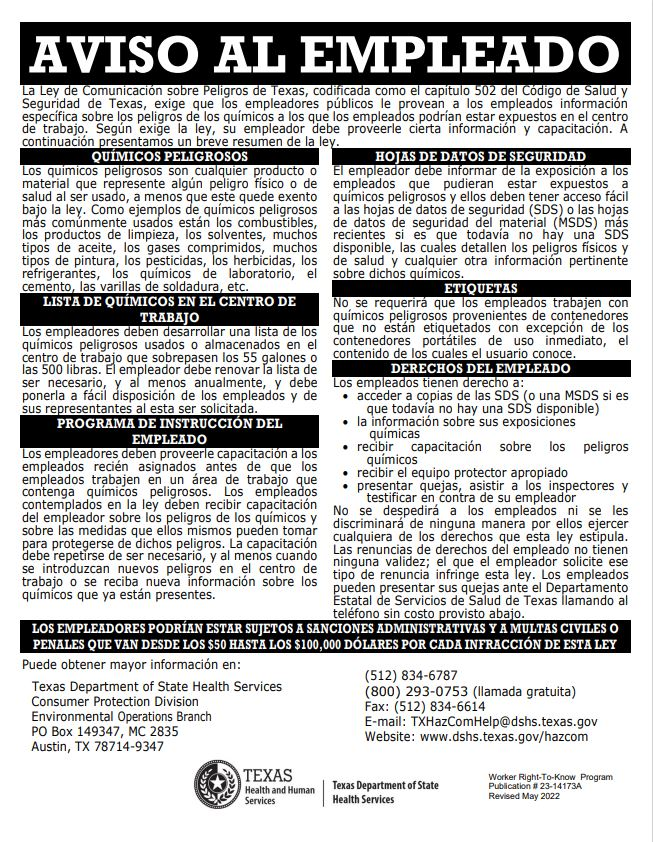 AVISO AL EMPLEADO
La Ley de Comunicación sobre Peligros de Texas, codificada como el capítulo 502 del Código de Salud y
Seguridad de Texas, exige que los empleadores públicos le provean a los empleados información
específica sobre los peligros de los químicos a los que los empleados podrían estar expuestos en el centro
de trabajo. Según exige la ley, su empleador debe proveerle cierta información y capacitación. A
continuación presentamos un breve resumen de la ley.
QUÍMICOS PELIGROSOS
Los químicos peligrosos son cualquier producto o
material que represente algún peligro físico o de
salud al ser usado, a menos que este quede exento
bajo la ley. Como ejemplos de químicos peligrosos
más comúnmente usados están los combustibles,
los productos de limpieza, los solventes, muchos
tipos de aceite, los gases comprimidos, muchos
tipos de pintura, los pesticidas, los herbicidas, los
refrigerantes, los químicos de laboratorio, el
cemento, las varillas de soldadura, etc.
LISTA DE QUÍMICOS EN EL CENTRO DE
TRABAJO
Los empleadores deben desarrollar una lista de los
químicos peligrosos usados o almacenados en el
centro de trabajo que sobrepasen los 55 galones o
las 500 libras. El empleador debe renovar la lista de
ser necesario, y al menos anualmente, y debe
ponerla a fácil disposición de los empleados y de
sus representantes al esta ser solicitada.
PROGRAMA DE INSTRUCCIÓN DEL
EMPLEADO
Los empleadores deben proveerle capacitación a los
empleados recién asignados antes de que los
empleados trabajen en un área de trabajo que
contenga químicos peligrosos. Los empleados
contemplados en la ley deben recibir capacitación
del empleador sobre los peligros de los químicos y
sobre las medidas que ellos mismos pueden tomar
para protegerse de dichos peligros. La capacitación
debe repetirse de ser necesario, y al menos cuando
se introduzcan nuevos peligros en el centro de
trabajo o se reciba nueva información sobre los
químicos que ya están presentes.
HOJAS DE DATOS DE SEGURIDAD
El empleador debe informar de la exposición a los
empleados que pudieran estar expuestos a
químicos peligrosos y ellos deben tener acceso fácil
a las hojas de datos de seguridad (SDS) o las hojas
de datos de seguridad del material (MSDS) más
recientes si es que todavía no hay una SDS
disponible, las cuales detallen los peligros físicos y
de salud y cualquier otra información pertinente
sobre dichos químicos.
ETIQUETAS
No se requerirá que los empleados trabajen con
químicos peligrosos provenientes de contenedores
que no están etiquetados con excepción de los
contenedores portátiles de uso inmediato, el
contenido de los cuales el usuario conoce.
DERECHOS DEL EMPLEADO
Los empleados tienen derecho a:
• acceder a copias de las SDS (o una MSDS si es
que todavía no hay una SDS disponible)
• la información sobre sus exposiciones
químicas
• recibir capacitación sobre los peligros
químicos
• recibir el equipo protector apropiado
• presentar quejas, asistir a los inspectores y
testificar en contra de su empleador
No se despedirá a los empleados ni se les
discriminará de ninguna manera por ellos ejercer
cualquiera de los derechos que esta ley estipula.
Las renuncias de derechos del empleado no tienen
ninguna validez; el que el empleador solicite ese
tipo de renuncia infringe esta ley. Los empleados
pueden presentar sus quejas ante el Departamento
Estatal de Servicios de Salud de Texas llamando al
teléfono sin costo provisto abajo.
LOS EMPLEADORES PODRÍAN ESTAR SUJETOS A SANCIONES ADMINISTRATIVAS Y A MULTAS CIVILES O
PENALES QUE VAN DESDE LOS $50 HASTA LOS $100,000 DÓLARES POR CADA INFRACCIÓN DE ESTA LEY
Puede obtener mayor información en:
Texas Department of State Health Services
Consumer Protection Division
Environmental Operations Branch
PO Box 149347, MC 2835
Austin, TX 78714-9347
(512) 834-6787
(800) 293-0753 (llamada gratuita)
Fax: (512) 834-6614
E-mail: TXHazComHelp@dshs.texas.gov
Website: www.dshs.texas.gov/hazcom
TEXAS
Health and Human
Services
Texas Department of State
Health Services
Worker Right-To-Know Program
Publication # 23-14173A
Revised May 2022